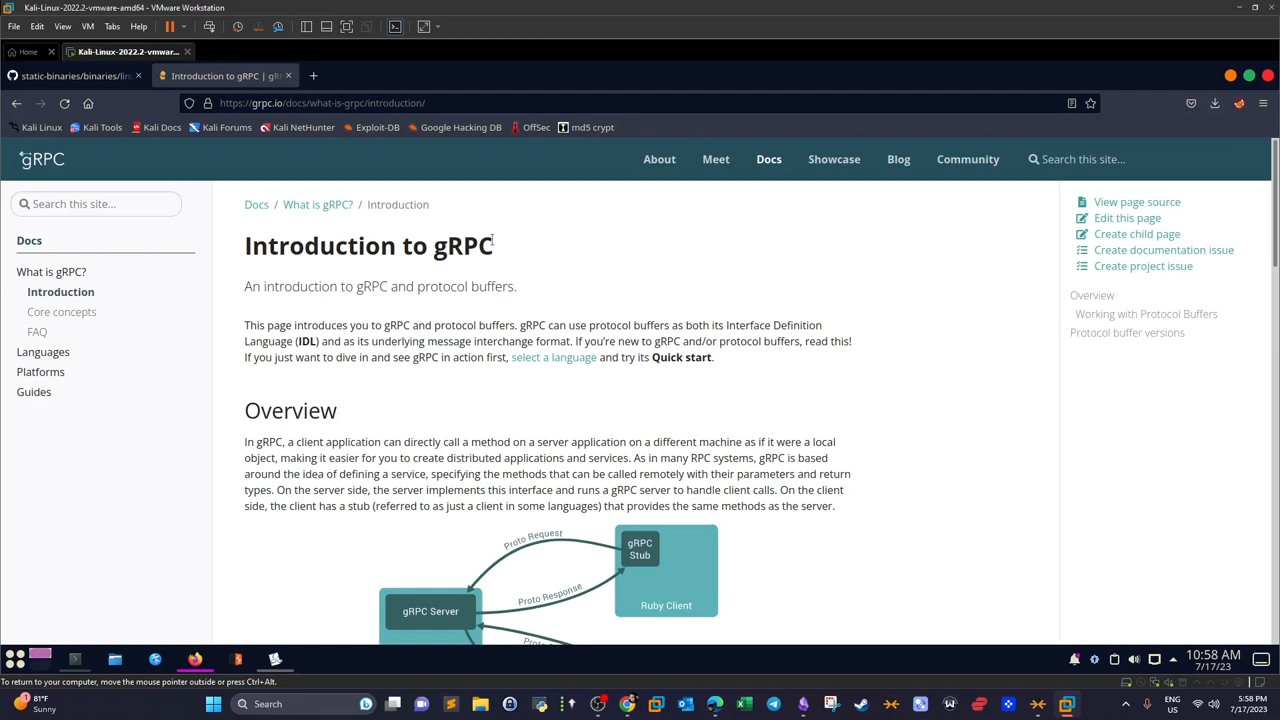 Kali-Linux-2022.2-vmware-amd64 - VMware Workstation
File Edit View VM Tabs Help
Home Kali-Linux-2022.2-vmwar...
static-binaries/binaries/lin Introduction to gRPC | gR
https://grpc.io/docs/what-is-grpc/introduction/
Kali Linux Kali Tools Kali Docs Kali Forums Kali NetHunter Exploit-DB Google Hacking DB OffSec md5 crypt
gRPC About Meet Docs Showcase Blog Community Search this site...
Search this site...
Docs
What is gRPC?
Introduction
Core concepts
FAQ
Languages
Platforms
Guides
Docs / What is gRPC? / Introduction
Introduction to gRPC
An introduction to gRPC and protocol buffers.
This page introduces you to gRPC and protocol buffers. gRPC can use protocol buffers as both its Interface Definition
Language (IDL) and as its underlying message interchange format. If you're new to gRPC and/or protocol buffers, read this!
If you just want to dive in and see gRPC in action first, select a language and try its Quick start.
Overview
In gRPC, a client application can directly call a method on a server application on a different machine as if it were a local
object, making it easier for you to create distributed applications and services. As in many RPC systems, gRPC is based
around the idea of defining a service, specifying the methods that can be called remotely with their parameters and return
types. On the server side, the server implements this interface and runs a gRPC server to handle client calls. On the client
side, the client has a stub (referred to as just a client in some languages) that provides the same methods as the server.
Proto Request
gRPC
Stub
Proto Response
Ruby Client
gRPC Server
View page source
Edit this page
Create child page
Create documentation issue
Create project issue
Overview
Working with Protocol Buffers
Protocol buffer versions
10:58 AM
7/17/23
To return to your computer, move the mouse pointer outside or press Ctrl+Alt.
81°F
Sunny
Search
ENG
US
5:58 PM
7/17/2023